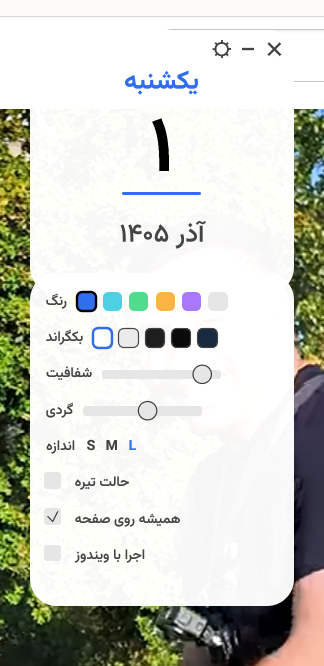 یکشنبه
۱
آذر ۱۴۰۵
رنگ
بکگراند
شفافیت
گردی
اندازه S M L
حالت تیره
همیشه روی صفحه
اجرا با ویندوز